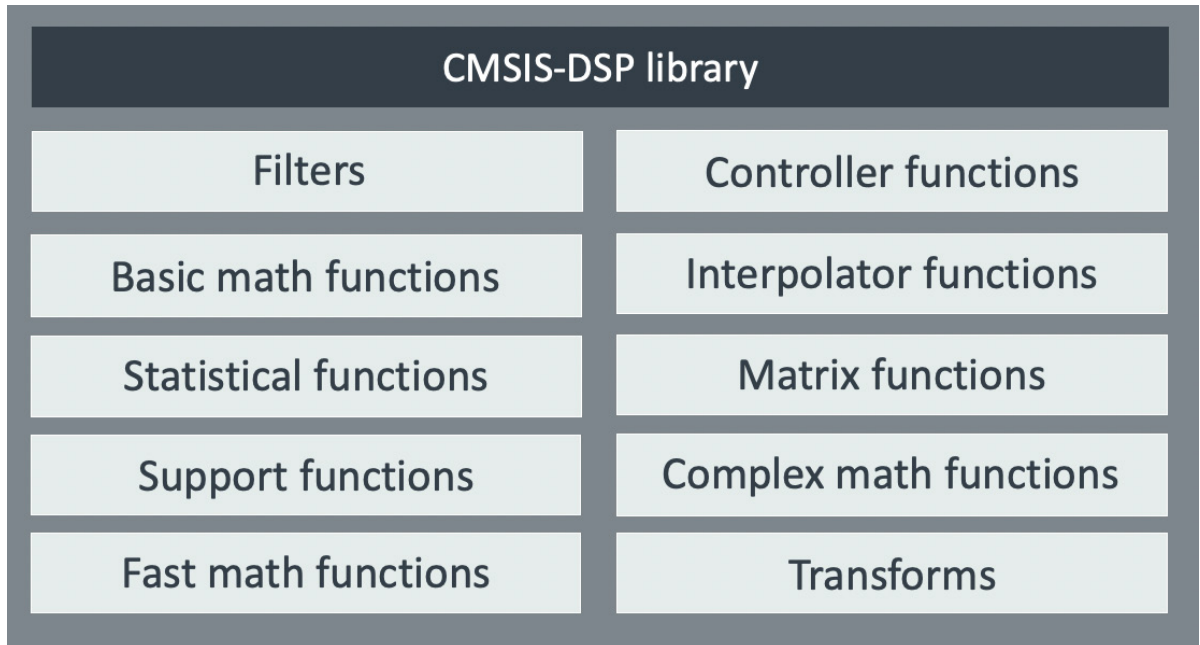 CMSIS-DSP library
Filters
Controller functions
Basic math functions
Interpolator functions
Statistical functions
Matrix functions
Support functions
Complex math functions
Fast math functions
Transforms